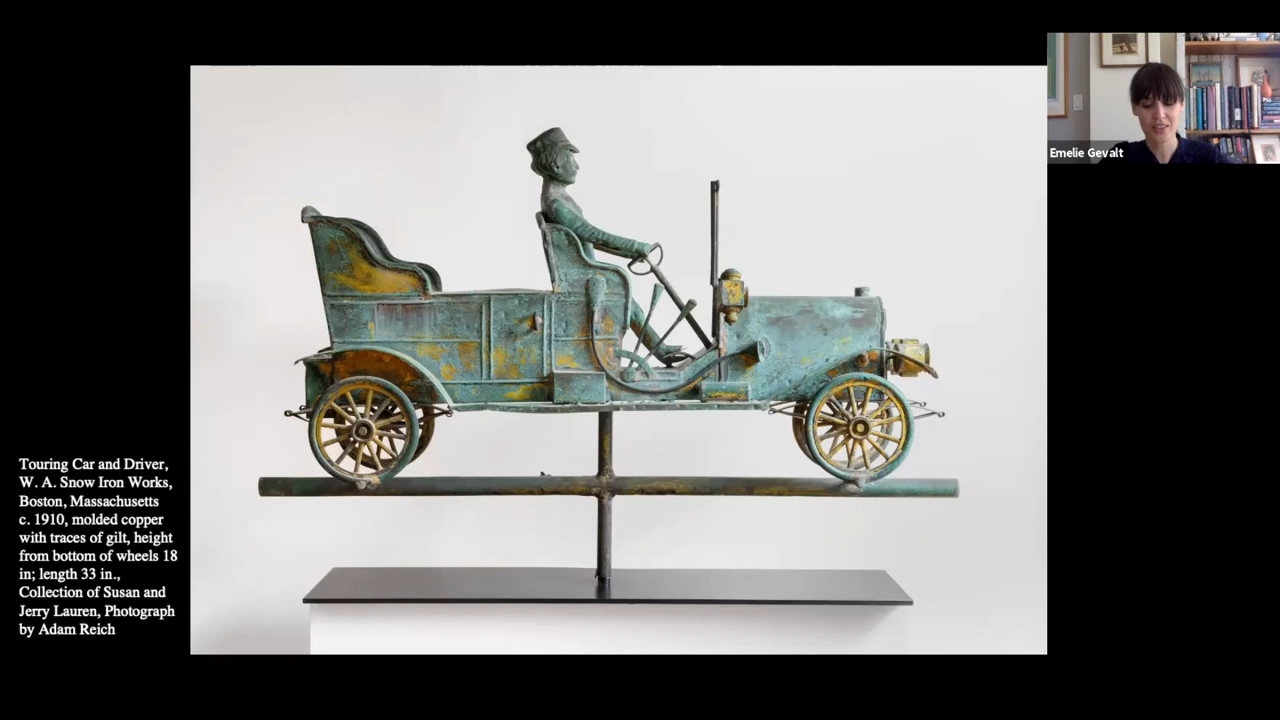 Emelie Gevalt
Touring Car and Driver,
W. A. Snow Iron Works,
Boston, Massachusetts
c. 1910, molded copper
with traces of gilt, height
from bottom of wheels 18
in; length 33 in.,
Collection of Susan and
Jerry Lauren, Photograph
by Adam Reich